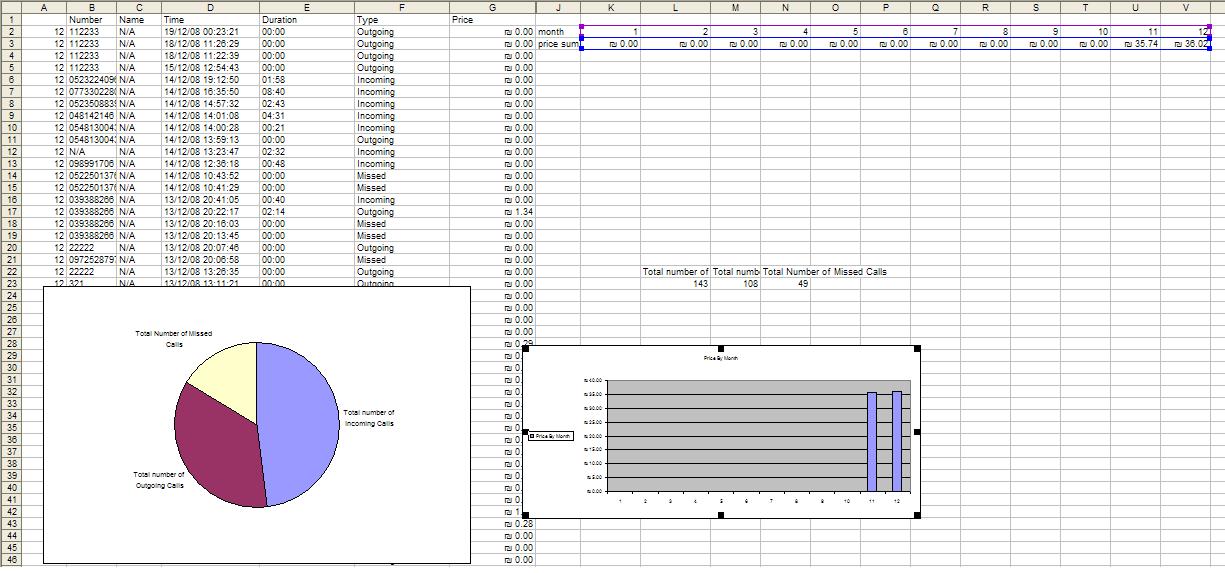 A B C D E F G J K L M N O P Q R S T U V
1 Number Name Time Duration Type Price
2 12 112233 N/A 19/12/08 00:23:21 00:00 Outgoing ₪ 0.00 month 1 2 3 4 5 6 7 8 9 10 11 12
3 12 112233 N/A 18/12/08 11:26:29 00:00 Outgoing ₪ 0.00 price sum ₪ 0.00 ₪ 0.00 ₪ 0.00 ₪ 0.00 ₪ 0.00 ₪ 0.00 ₪ 0.00 ₪ 0.00 ₪ 0.00 ₪ 0.00 ₪ 35.74 ₪ 36.02
4 12 112233 N/A 18/12/08 11:22:39 00:00 Outgoing ₪ 0.00
5 12 112233 N/A 15/12/08 12:54:43 00:00 Outgoing ₪ 0.00
6 12 052322409 N/A 14/12/08 19:12:50 01:58 Incoming ₪ 0.00
7 12 077330228 N/A 14/12/08 16:35:50 08:40 Incoming ₪ 0.00
8 12 052350883 N/A 14/12/08 14:57:32 02:43 Incoming ₪ 0.00
9 12 048142146 N/A 14/12/08 14:01:08 04:31 Incoming ₪ 0.00
10 12 054813004 N/A 14/12/08 14:00:28 00:21 Incoming ₪ 0.00
11 12 054813004 N/A 14/12/08 13:59:13 00:00 Outgoing ₪ 0.00
12 12 N/A N/A 14/12/08 13:23:47 02:32 Incoming ₪ 0.00
13 12 098991706 N/A 14/12/08 12:36:18 00:48 Incoming ₪ 0.00
14 12 052250137 N/A 14/12/08 10:43:52 00:00 Missed ₪ 0.00
15 12 052250137 N/A 14/12/08 10:41:29 00:00 Missed ₪ 0.00
16 12 039388266 N/A 13/12/08 20:41:05 00:40 Incoming ₪ 0.00
17 12 039388266 N/A 13/12/08 20:22:17 02:14 Outgoing ₪ 1.34
18 12 039388266 N/A 13/12/08 20:16:03 00:00 Missed ₪ 0.00
19 12 039388266 N/A 13/12/08 20:13:45 00:00 Missed ₪ 0.00
20 12 22222 N/A 13/12/08 20:07:46 00:00 Outgoing ₪ 0.00
21 12 097252879 N/A 13/12/08 20:06:58 00:00 Missed ₪ 0.00
22 12 22222 N/A 13/12/08 13:26:35 00:00 Outgoing ₪ 0.00 Total number of Total numb Total Number of Missed Calls
23 12 321 N/A 13/12/08 13:11:21 00:00 Outgoing ₪ 0.00 143 108 49
24 ₪ 0.00
25 ₪ 0.00
26 ₪ 0.00
27 ₪ 0.00
28 ₪ 0.29
29 ₪ 0.
30 ₪ 0.
31 ₪ 0.
32 ₪ 0.
33 ₪ 0.
34 ₪ 0.
35 ₪ 0.
36 ₪ 0.
37 ₪ 0.
38 ₪ 0.
39 ₪ 0.
40 ₪ 0.
41 ₪ 0.
42 ₪ 1.
43 ₪ 0.28
44 ₪ 0.00
45 ₪ 0.00
46 ₪ 0.00
Total Number of Missed
Calls
Total number of
Incoming Calls
Total number of
Outgoing Calls
Price By Month
₪ 40.00
₪ 35.00
₪ 30.00
₪ 25.00
₪ 20.00
₪ 15.00
₪ 10.00
₪ 5.00
₪ 0.00
1 2 3 4 5 6 7 8 9 10 11 12
Price By Month